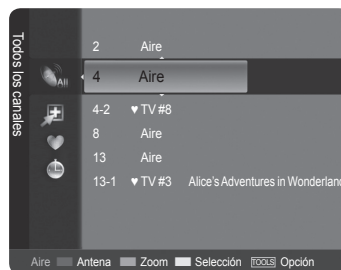 Todos los canales
All
2 Aire
4 Aire
4-2 ♥ TV #8
8 Aire
13 Aire
13-1 ♥ TV #3 Alice's Adventures in Wonderland
Aire Antena Zoom Selección TOOLS Opción